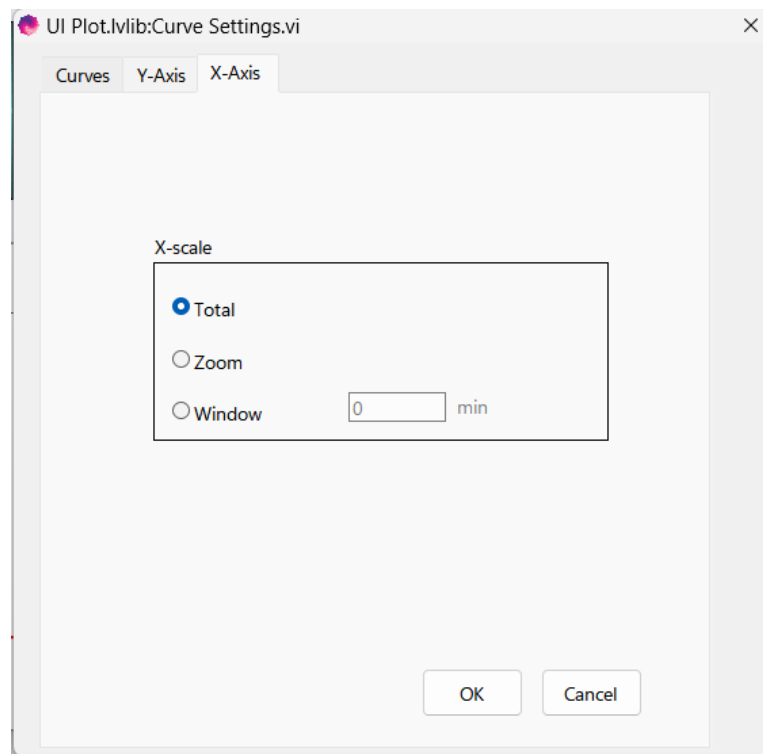 UI Plot.lvlib:Curve Settings.vi
Curves Y-Axis X-Axis
X-scale
Total
Zoom
Window 0 min
OK Cancel